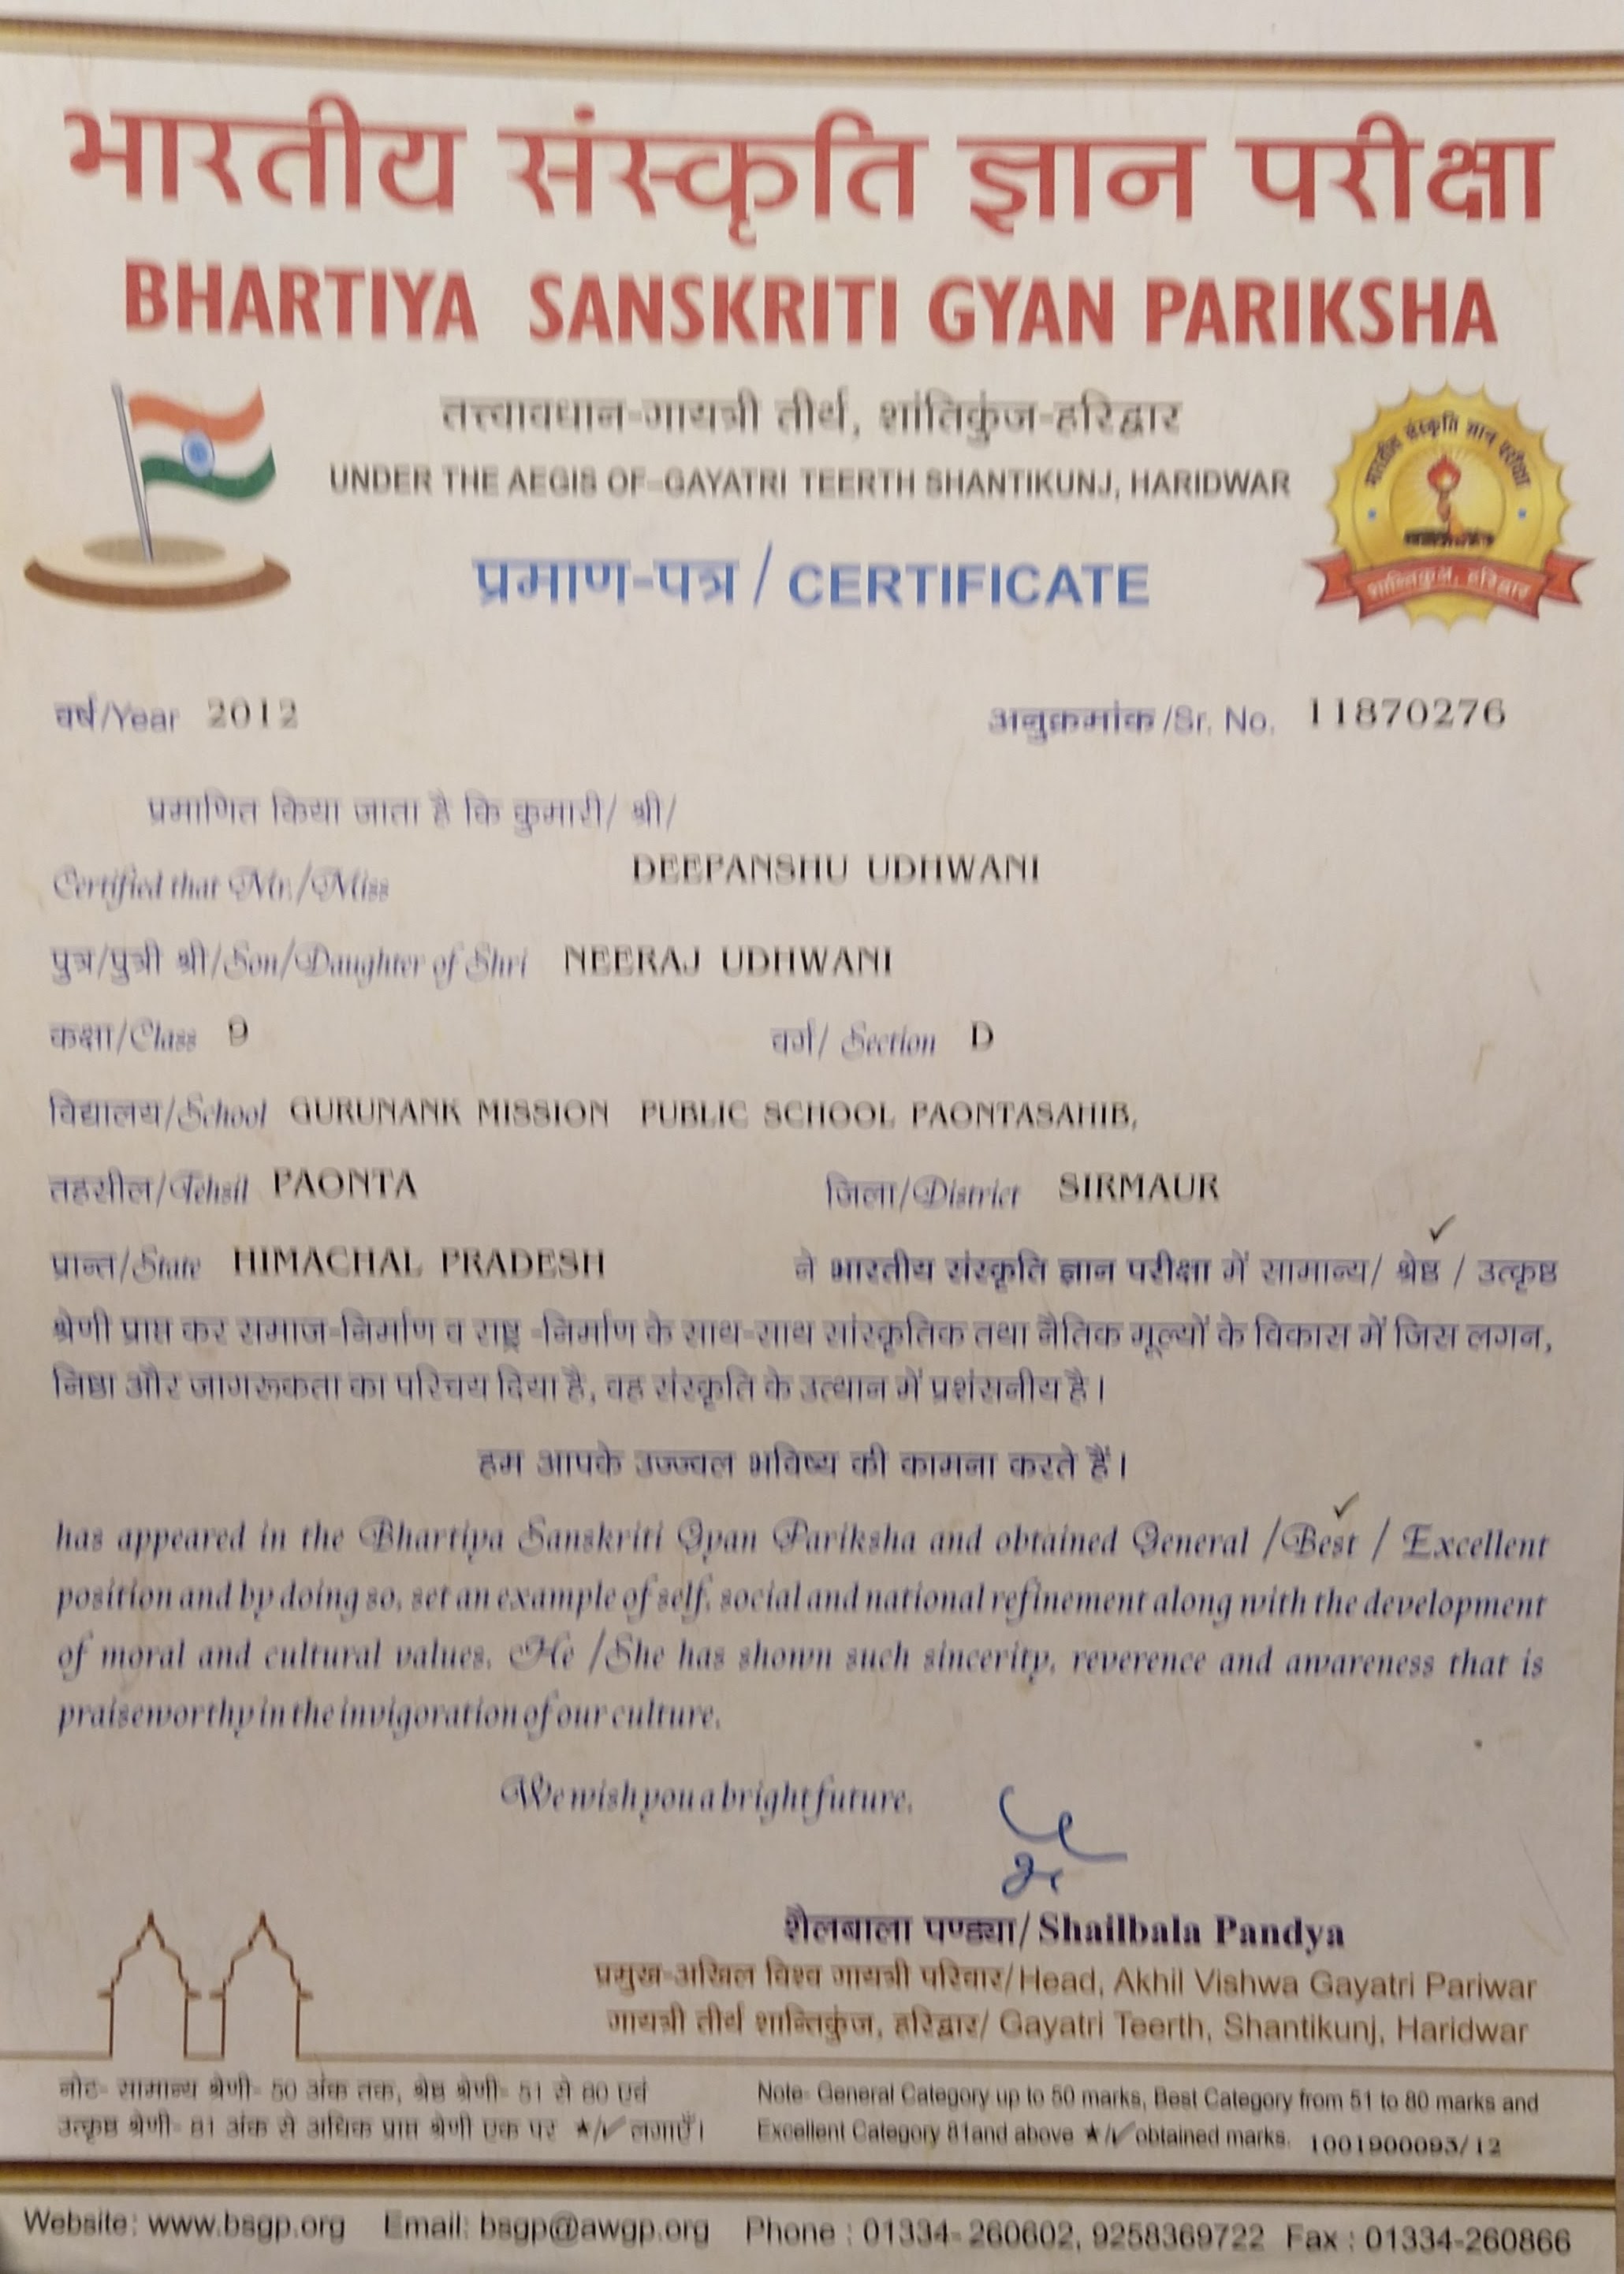 भारतीय संस्कृति ज्ञान परीक्षा
BHARTIYA SANSKRITI GYAN PARIKSHA
तत्त्वावधान-गायत्री तीर्थ, शांतिकुंज-हरिद्वार
UNDER THE AEGIS OF-GAYATRI TEERTH SHANTIKUNJ, HARIDWAR
भारतीय संस्कृति ज्ञान परीक्षा
शान्तिकुंज, हरिद्वार
प्रमाण-पत्र / CERTIFICATE
वर्ष/Year 2012 अनुक्रमांक/Sr. No. 11870276
प्रमाणित किया जाता है कि कुमारी/ श्री/
Certified that Mr./Miss DEEPANSHU UDHWANI
पुत्र/पुत्री श्री/Son/Daughter of Shri NEERAJ UDHWANI
कक्षा/Class 9 वर्ग/ Section D
विद्यालय/School GURUNANK MISSION PUBLIC SCHOOL PAONTASAHIB,
तहसील/Tehsil PAONTA जिला/District SIRMAUR
प्रान्त/State HIMACHAL PRADESH ने भारतीय संस्कृति ज्ञान परीक्षा में सामान्य/ श्रेष्ठ ✓ / उत्कृष्ठ
श्रेणी प्राप्त कर समाज-निर्माण व राष्ट्र -निर्माण के साथ-साथ सांस्कृतिक तथा नैतिक मूल्यों के विकास में जिस लगन,
निष्ठा और जागरूकता का परिचय दिया है, वह संस्कृति के उत्थान में प्रशंसनीय है।
हम आपके उज्ज्वल भविष्य की कामना करते हैं।
has appeared in the Bhartiya Sanskriti Gyan Pariksha and obtained General /Best ✓ / Excellent
position and by doing so, set an example of self, social and national refinement along with the development
of moral and cultural values. He /She has shown such sincerity, reverence and awareness that is
praiseworthy in the invigoration of our culture.
We wish you a bright future.
शैलबाला पण्ड्या/ Shailbala Pandya
प्रमुख-अखिल विश्व गायत्री परिवार/Head, Akhil Vishwa Gayatri Pariwar
गायत्री तीर्थ शान्तिकुंज, हरिद्वार/ Gayatri Teerth, Shantikunj, Haridwar
नोट- सामान्य श्रेणी- 50 अंक तक, श्रेष्ठ श्रेणी- 51 से 80 एवं
उत्कृष्ठ श्रेणी- 81 अंक से अधिक प्राप्त श्रेणी एक पर ★/✓ लगाएँ।
Note- General Category up to 50 marks, Best Category from 51 to 80 marks and
Excellent Category 81and above ★/✓ obtained marks. 1001900093/12
Website: www.bsgp.org Email: bsgp@awgp.org Phone : 01334-260602, 9258369722 Fax : 01334-260866